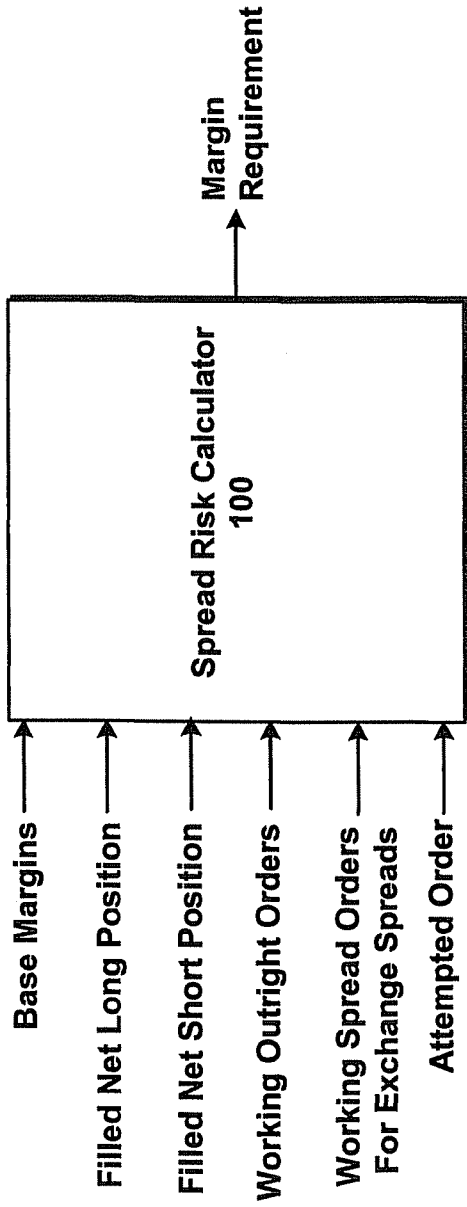 Base Margins
Filled Net Long Position
Filled Net Short Position
Working Outright Orders
Working Spread Orders
For Exchange Spreads
Attempted Order
Spread Risk Calculator
100
Margin
Requirement